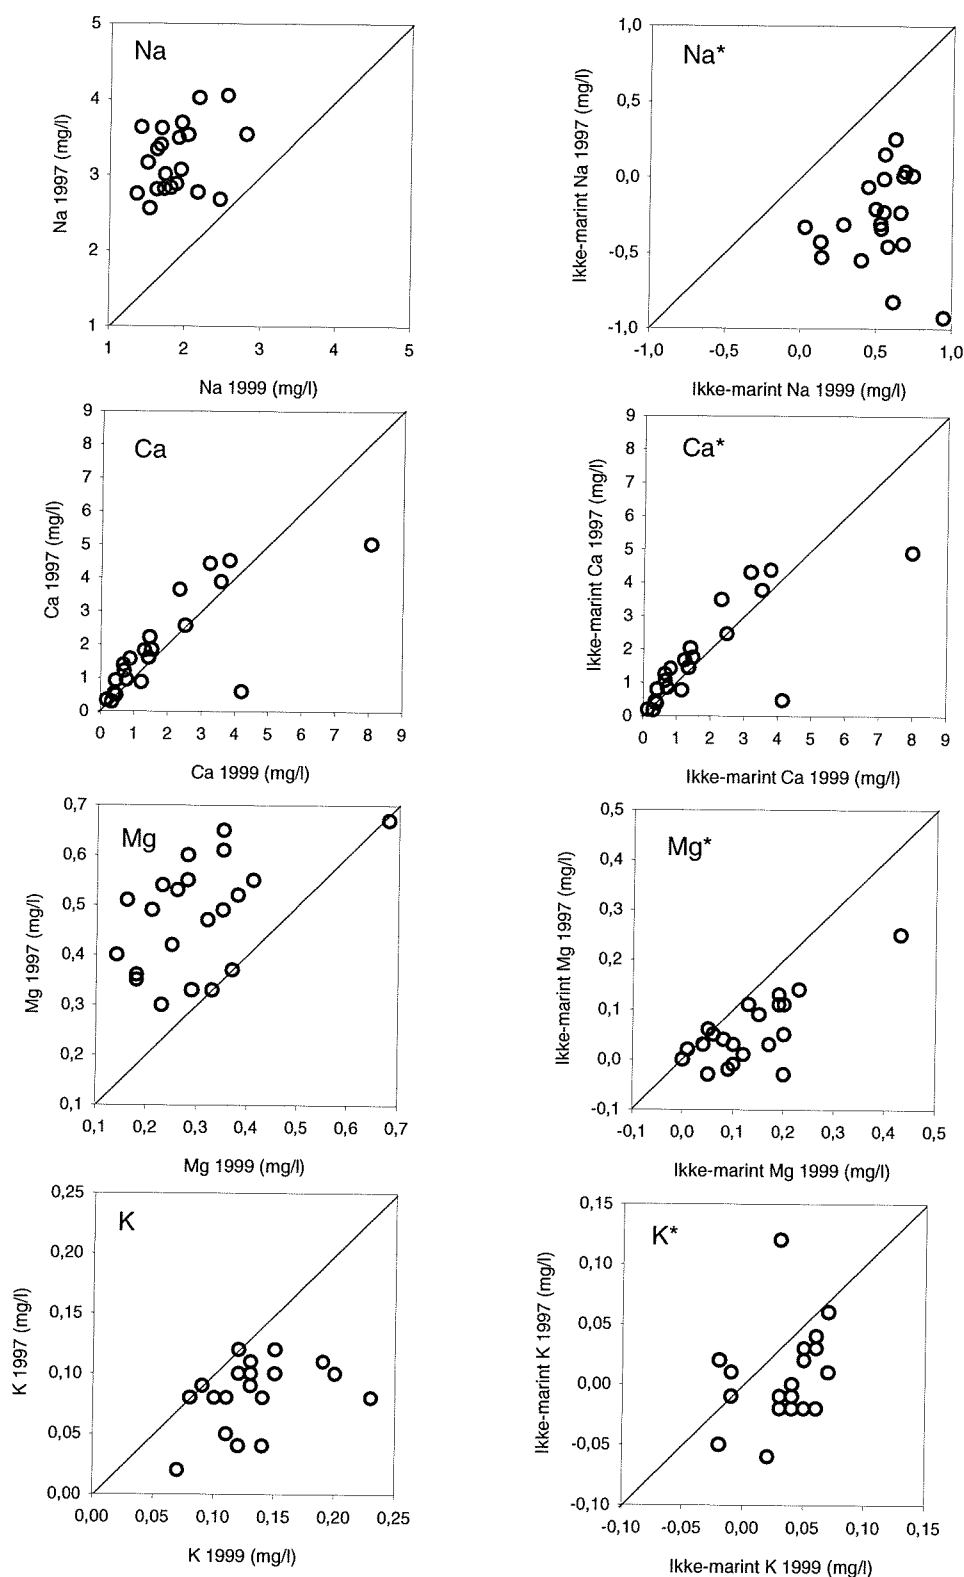 Na
Na 1997 (mg/l)
5
4
3
2
1
1 2 3 4 5
Na 1999 (mg/l)
Na*
Ikke-marint Na 1997 (mg/l)
1,0
0,5
0,0
-0,5
-1,0
-1,0 -0,5 0,0 0,5 1,0
Ikke-marint Na 1999 (mg/l)
Ca
Ca 1997 (mg/l)
9
8
7
6
5
4
3
2
1
0
0 1 2 3 4 5 6 7 8 9
Ca 1999 (mg/l)
Ca*
Ikke-marint Ca 1997 (mg/l)
9
8
7
6
5
4
3
2
1
0
0 1 2 3 4 5 6 7 8 9
Ikke-marint Ca 1999 (mg/l)
Mg
Mg 1997 (mg/l)
0,7
0,6
0,5
0,4
0,3
0,2
0,1
0,1 0,2 0,3 0,4 0,5 0,6 0,7
Mg 1999 (mg/l)
Mg*
Ikke-marint Mg 1997 (mg/l)
0,5
0,4
0,3
0,2
0,1
0,0
-0,1
-0,1 0,0 0,1 0,2 0,3 0,4 0,5
Ikke-marint Mg 1999 (mg/l)
K
K 1997 (mg/l)
0,25
0,20
0,15
0,10
0,05
0,00
0,00 0,05 0,10 0,15 0,20 0,25
K 1999 (mg/l)
K*
Ikke-marint K 1997 (mg/l)
0,15
0,10
0,05
0,00
-0,05
-0,10
-0,10 -0,05 0,00 0,05 0,10 0,15
Ikke-marint K 1999 (mg/l)